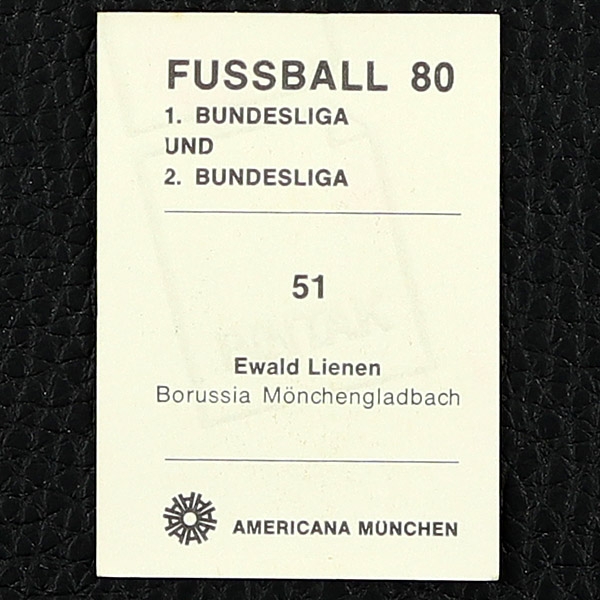 FUSSBALL 80
1. BUNDESLIGA
UND
2. BUNDESLIGA
51
Ewald Lienen
Borussia Mönchengladbach
AMERICANA MÜNCHEN